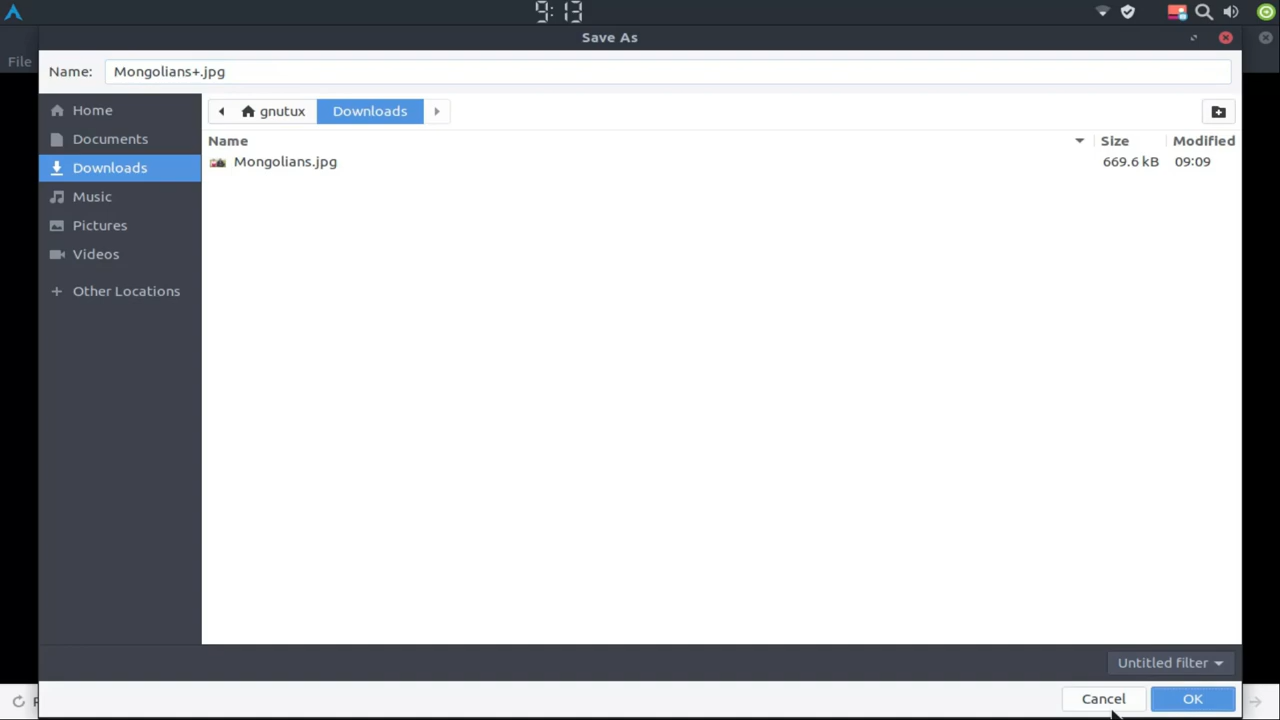 9:13
Save As
File
Name: Mongolians+.jpg
Home
Documents
Downloads
Music
Pictures
Videos
Other Locations
gnutux Downloads
Name Size Modified
Mongolians.jpg 669.6 kB 09:09
Untitled filter
Cancel OK